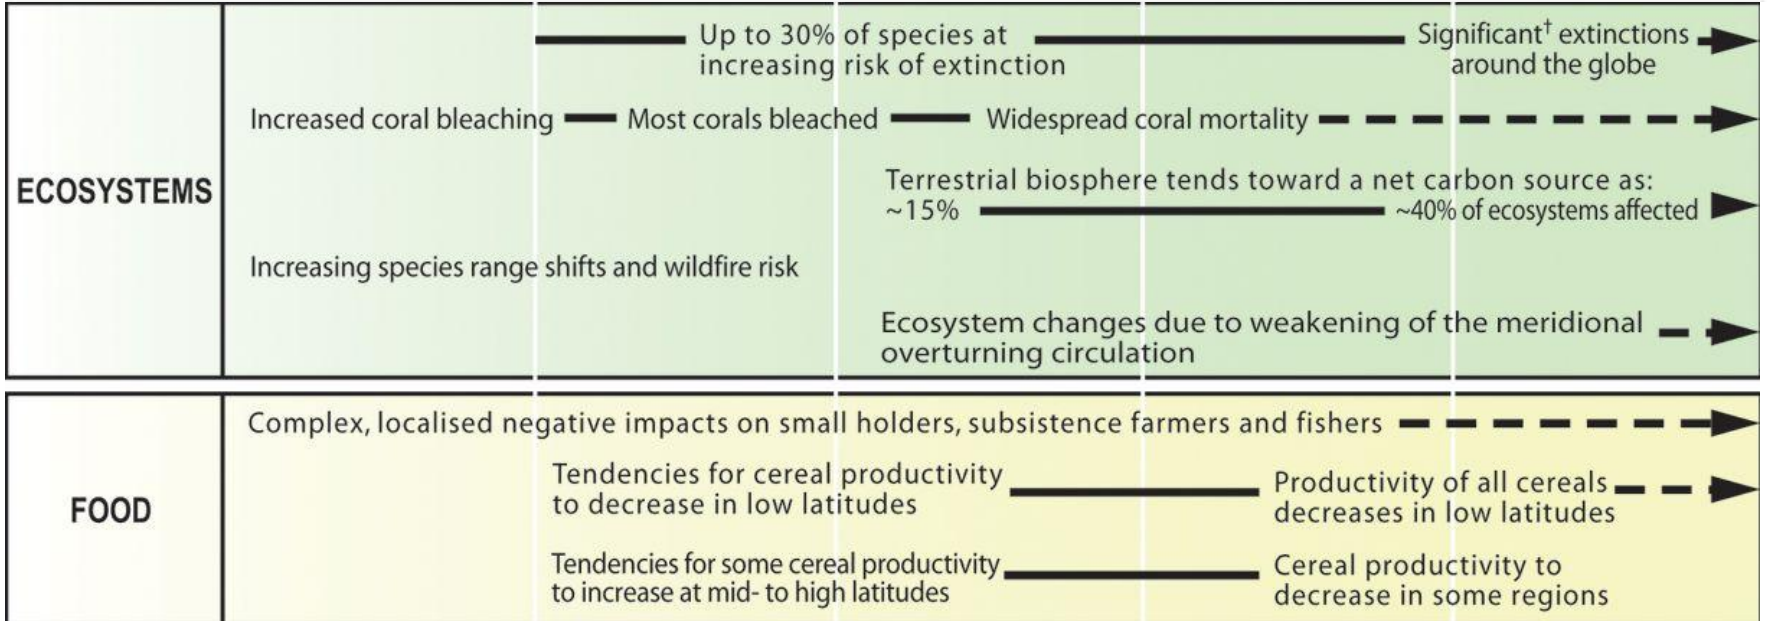 ECOSYSTEMS
Up to 30% of species at
increasing risk of extinction
Significant† extinctions
around the globe
Increased coral bleaching
Most corals bleached
Widespread coral mortality
Terrestrial biosphere tends toward a net carbon source as:
~15%
~40% of ecosystems affected
Increasing species range shifts and wildfire risk
Ecosystem changes due to weakening of the meridional
overturning circulation
FOOD
Complex, localised negative impacts on small holders, subsistence farmers and fishers
Tendencies for cereal productivity
to decrease in low latitudes
Productivity of all cereals
decreases in low latitudes
Tendencies for some cereal productivity
to increase at mid- to high latitudes
Cereal productivity to
decrease in some regions